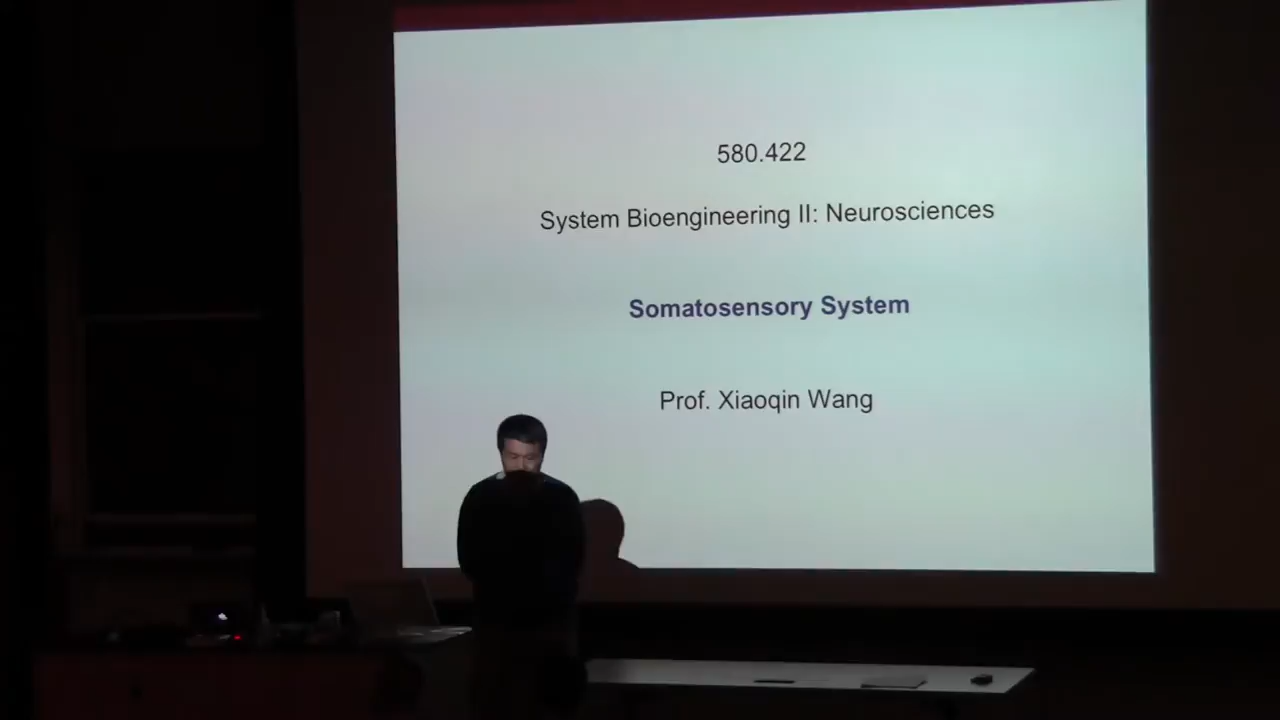 580.422
System Bioengineering II: Neurosciences
Somatosensory System
Prof. Xiaoqin Wang